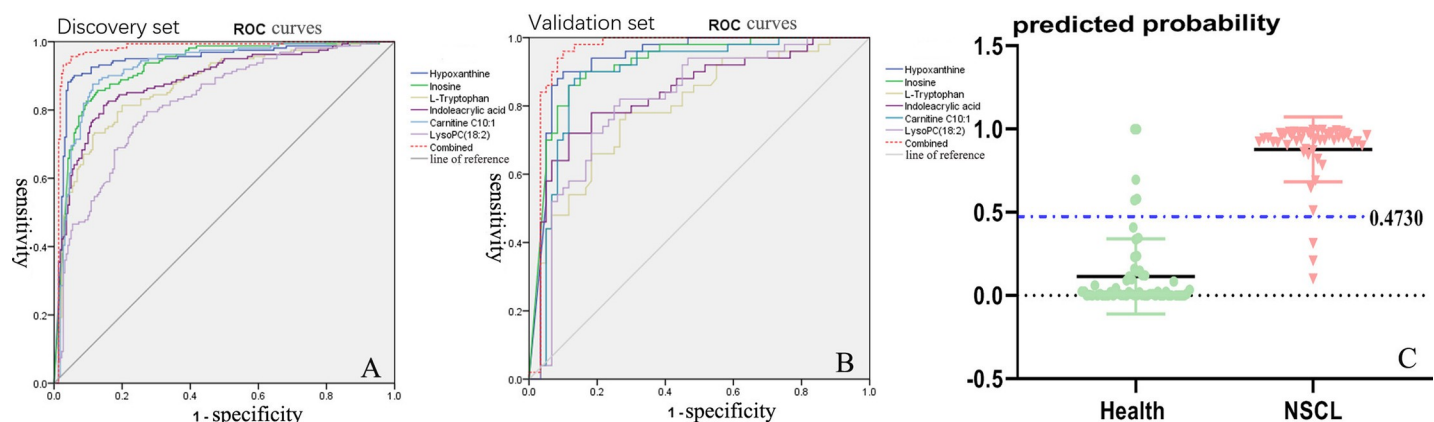 Discovery set
ROC curves
1.0
0.8
0.6
0.4
0.2
0.0
sensitivity
0.0 0.2 0.4 0.6 0.8 1.0
1 - specificity
A
Hypoxanthine
Inosine
L-Tryptophan
Indoleacrylic acid
Carnitine C10:1
LysoPC(18:2)
Combined
line of reference
Validation set
ROC curves
1.0
0.8
0.6
0.4
0.2
0.0
sensitivity
0.0 0.2 0.4 0.6 0.8 1.0
1 - specificity
B
Hypoxanthine
Inosine
L-Tryptophan
Indoleacrylic acid
Carnitine C10:1
LysoPC(18:2)
Combined
line of reference
predicted probability
1.5
1.0
0.5
0.0
-0.5
0.4730
C
Health NSCL